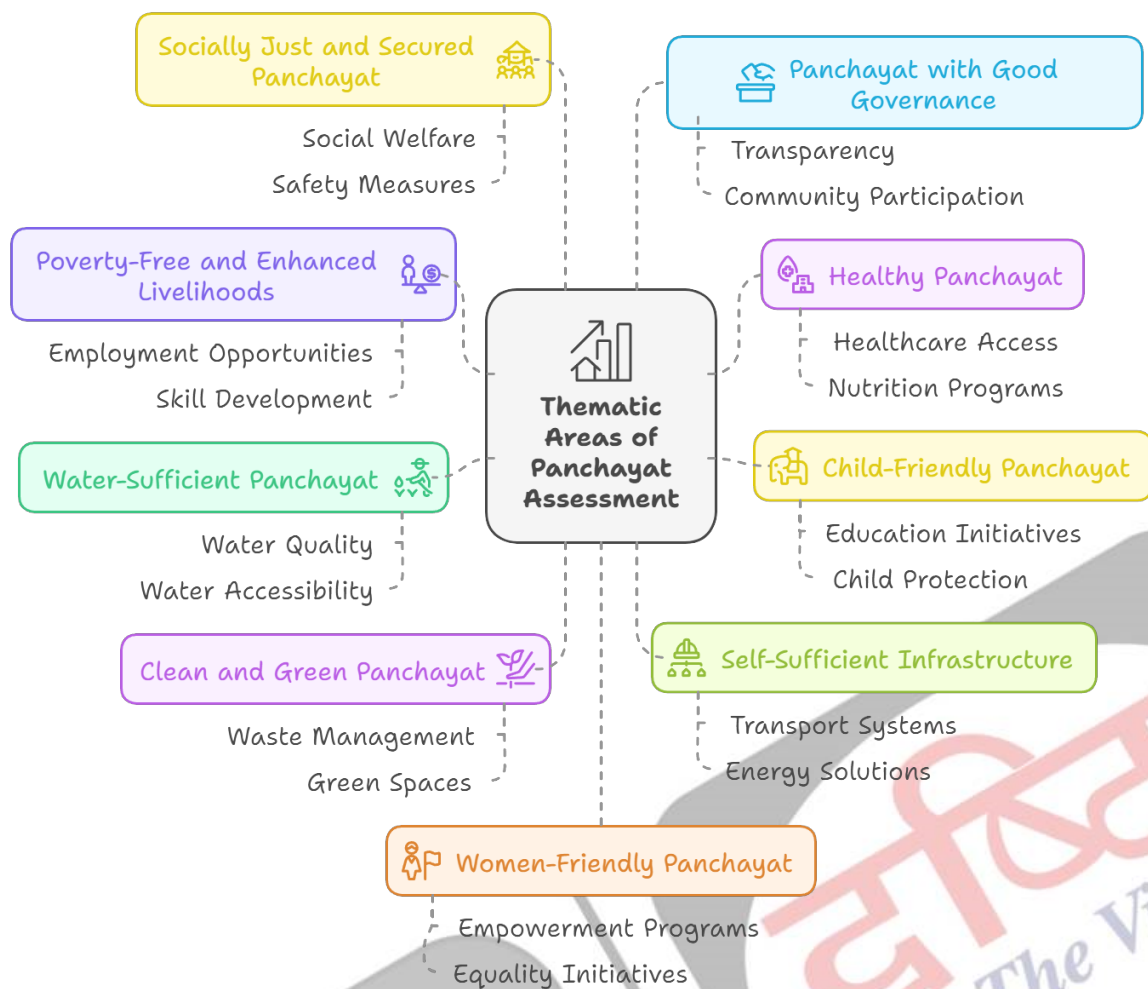 Socially Just and Secured
Panchayat
Social Welfare
Safety Measures
Panchayat with Good
Governance
Transparency
Community Participation
Poverty-Free and Enhanced
Livelihoods
Employment Opportunities
Skill Development
Healthy Panchayat
Healthcare Access
Nutrition Programs
Thematic
Areas of
Panchayat
Assessment
Water-Sufficient Panchayat
Water Quality
Water Accessibility
Child-Friendly Panchayat
Education Initiatives
Child Protection
Clean and Green Panchayat
Waste Management
Green Spaces
Self-Sufficient Infrastructure
Transport Systems
Energy Solutions
Women-Friendly Panchayat
Empowerment Programs
Equality Initiatives
The